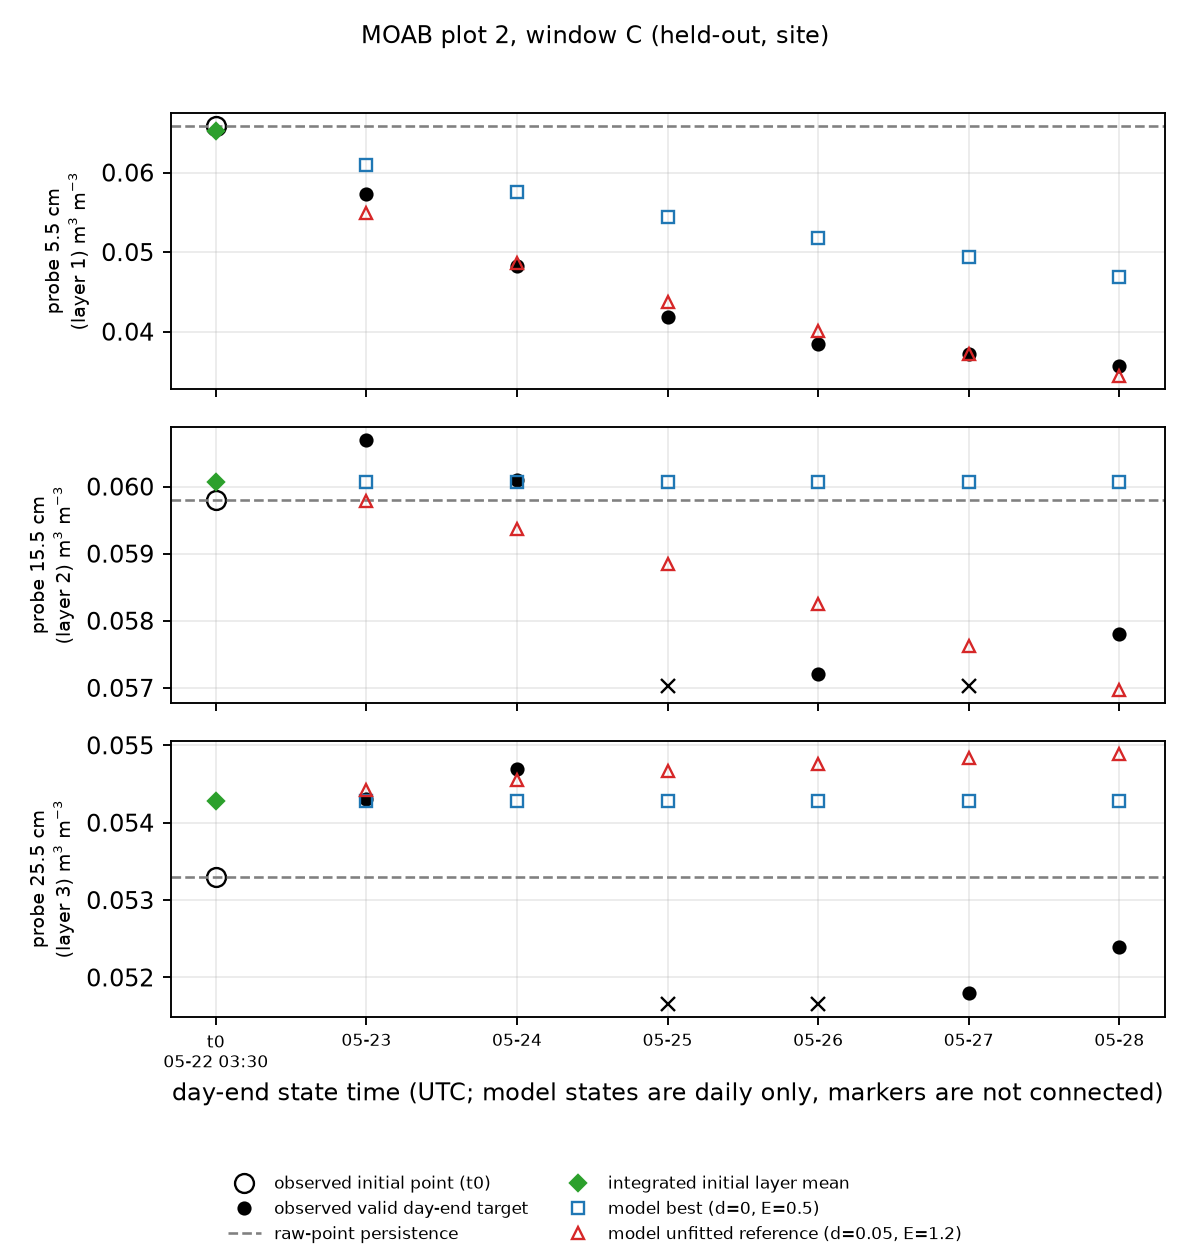 MOAB plot 2, window C (held-out, site)
probe 5.5 cm
(layer 1) m³ m⁻³
0.06
0.05
0.04
probe 15.5 cm
(layer 2) m³ m⁻³
0.060
0.059
0.058
0.057
probe 25.5 cm
(layer 3) m³ m⁻³
0.055
0.054
0.053
0.052
t0
05-22 03:30
05-23
05-24
05-25
05-26
05-27
05-28
day-end state time (UTC; model states are daily only, markers are not connected)
observed initial point (t0)
observed valid day-end target
raw-point persistence
integrated initial layer mean
model best (d=0, E=0.5)
model unfitted reference (d=0.05, E=1.2)